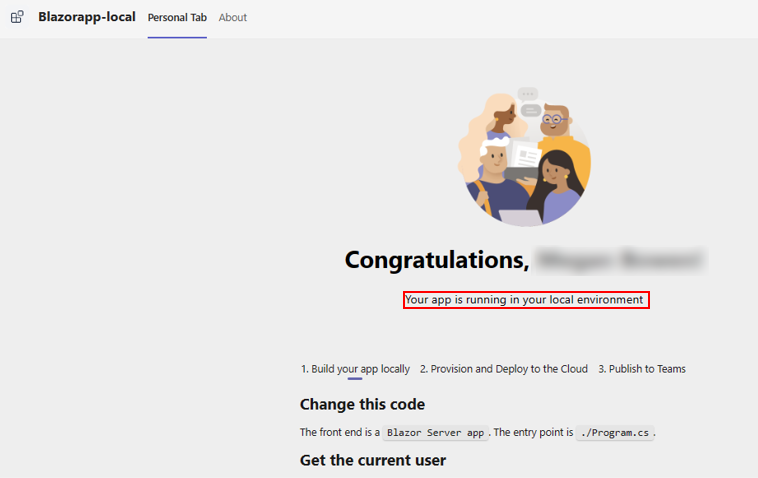 Blazorapp-local Personal Tab About
Congratulations,
Your app is running in your local environment
1. Build your app locally 2. Provision and Deploy to the Cloud 3. Publish to Teams
Change this code
The front end is a Blazor Server app. The entry point is ./Program.cs.
Get the current user